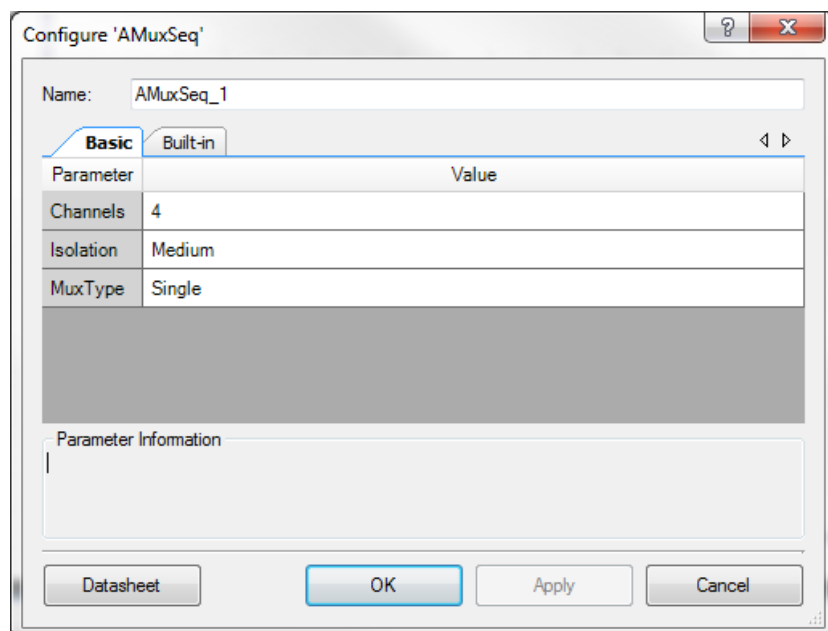 Configure 'AMuxSeq'
Name: AMuxSeq_1
Basic Built-in
Parameter Value
Channels 4
Isolation Medium
MuxType Single
Parameter Information
Datasheet OK Apply Cancel